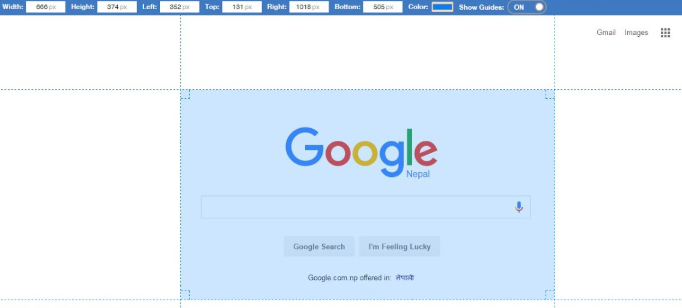 Width: 666 px Height: 374 px Left: 352 px Top: 131 px Right: 1018 px Bottom: 505 px Color: Show Guides: ON
Gmail Images
Google
Nepal
Google Search I'm Feeling Lucky
Google.com.np offered in: नेपाली